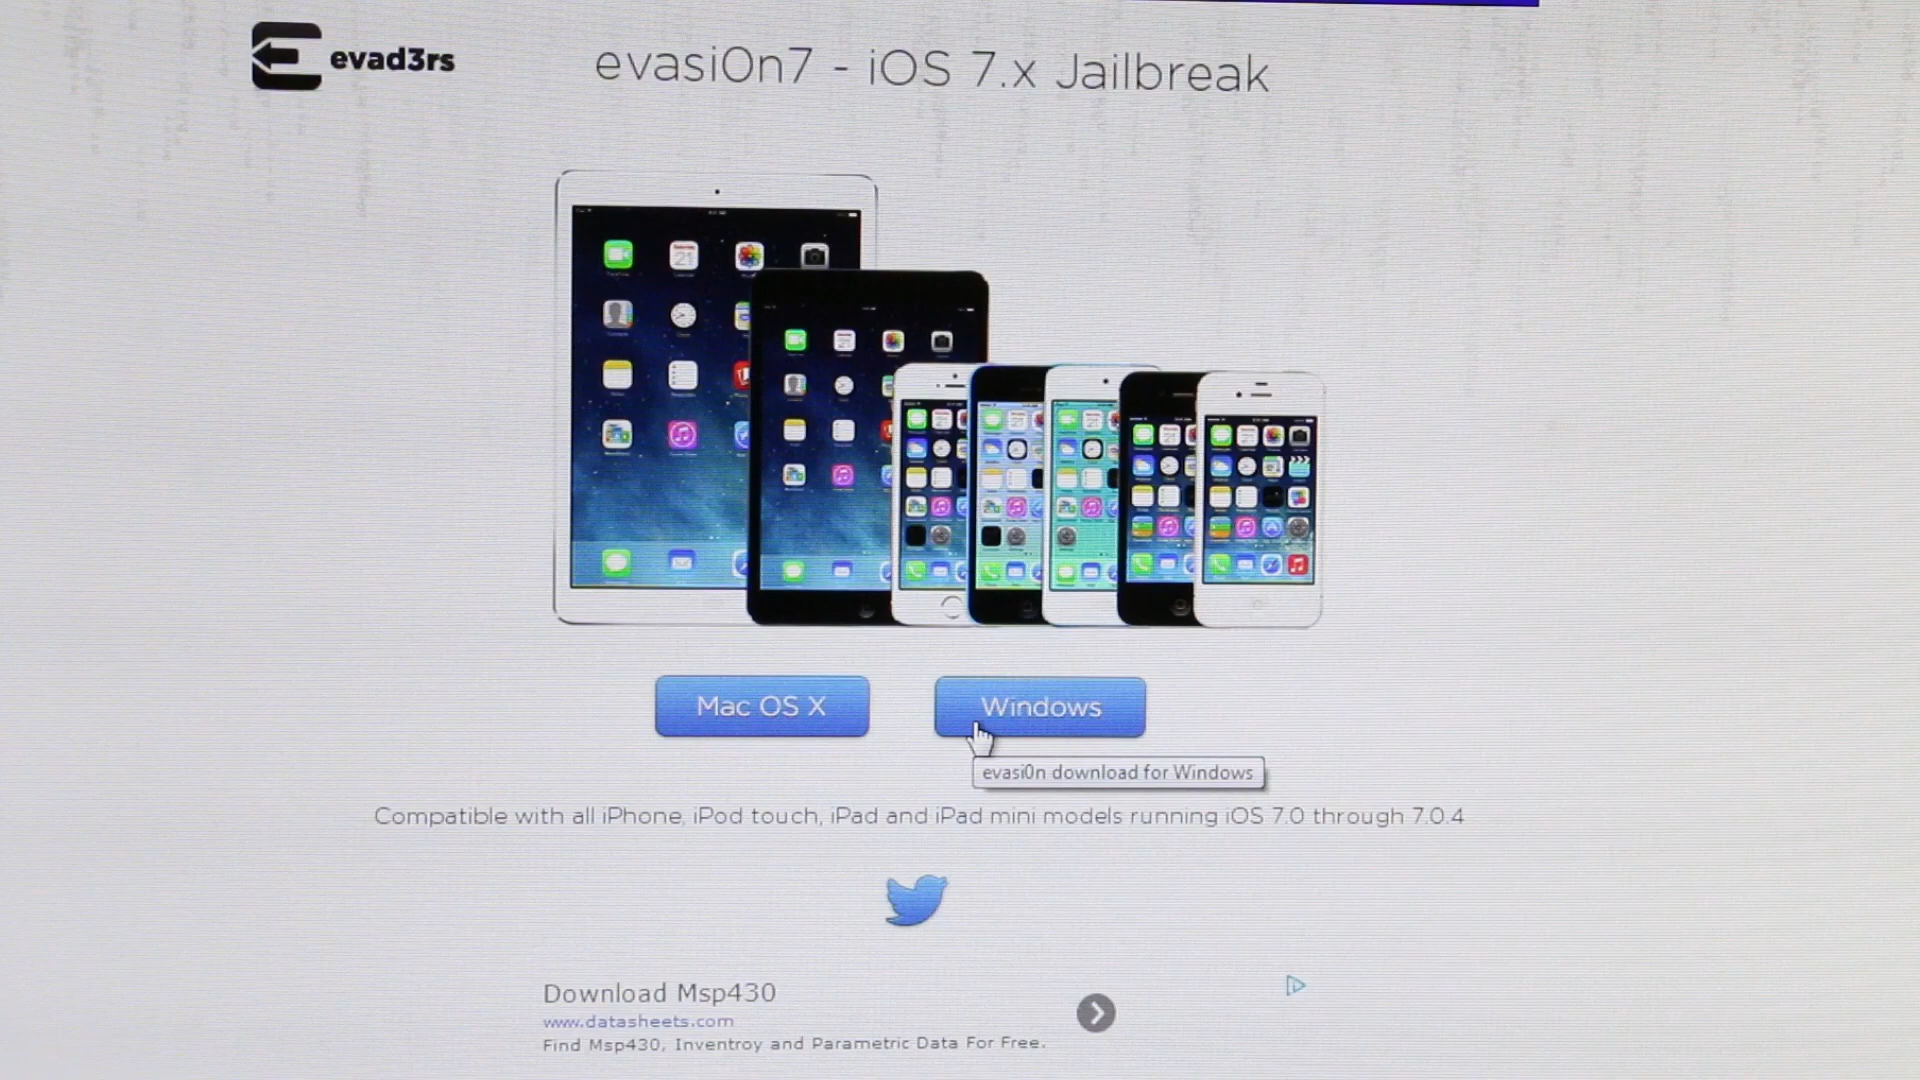 evad3rs
evasi0n7 - iOS 7.x Jailbreak
Mac OS X
Windows
evasi0n download for Windows
Compatible with all iPhone, iPod touch, iPad and iPad mini models running iOS 7.0 through 7.0.4
Download Msp430
www.datasheets.com
Find Msp430, Inventroy and Parametric Data For Free.